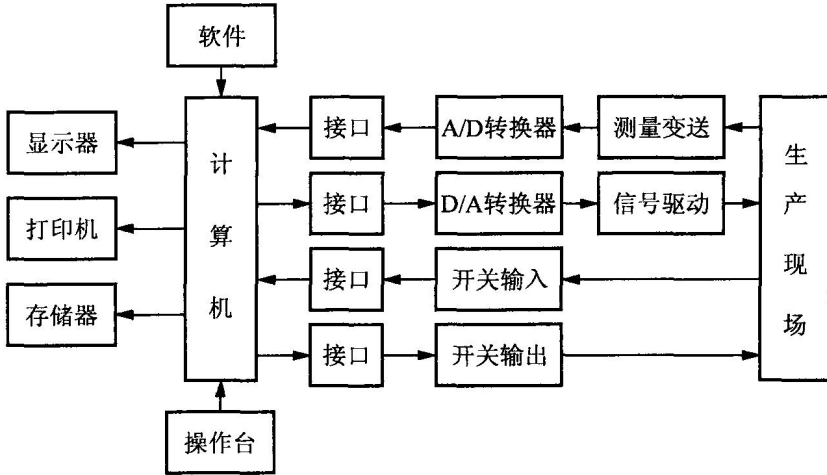 软件
显示器
打印机
存储器
计算机
操作台
接口
A/D转换器
测量变送
接口
D/A转换器
信号驱动
接口
开关输入
接口
开关输出
生产现场